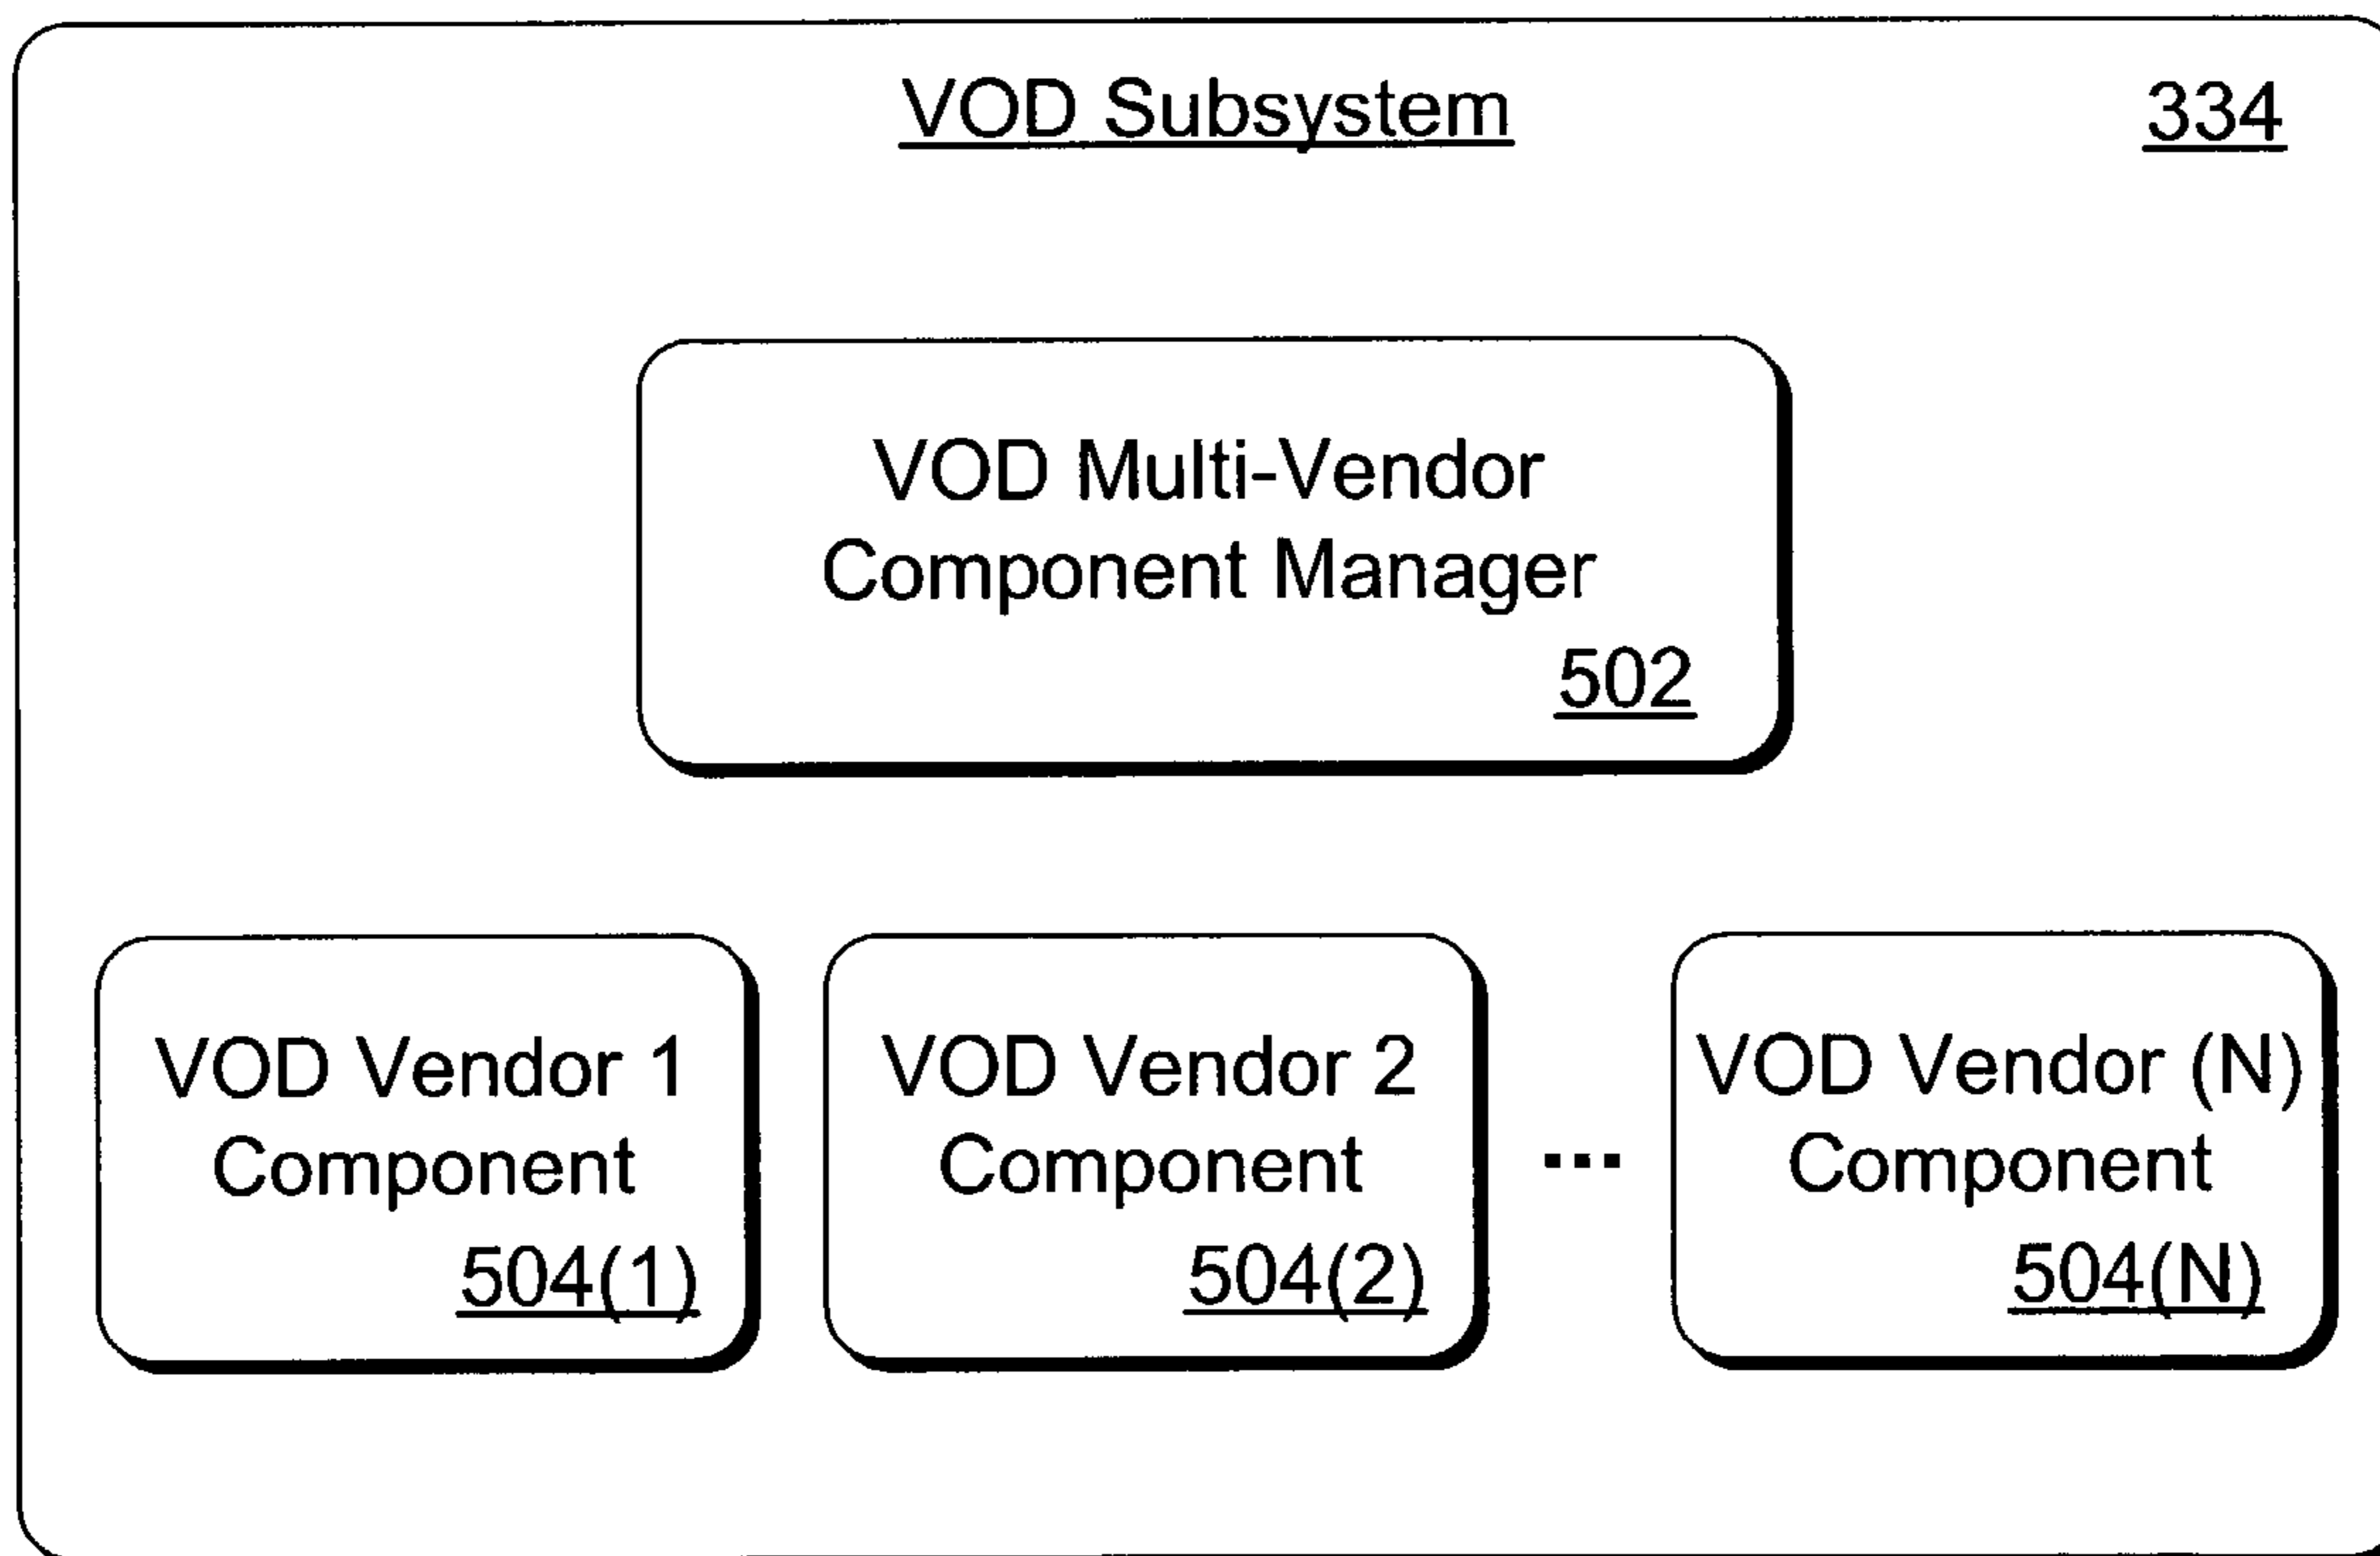 VOD Subsystem 334
VOD Multi-Vendor
Component Manager
502
VOD Vendor 1
Component
504(1)
VOD Vendor 2
Component
504(2)
...
VOD Vendor (N)
Component
504(N)